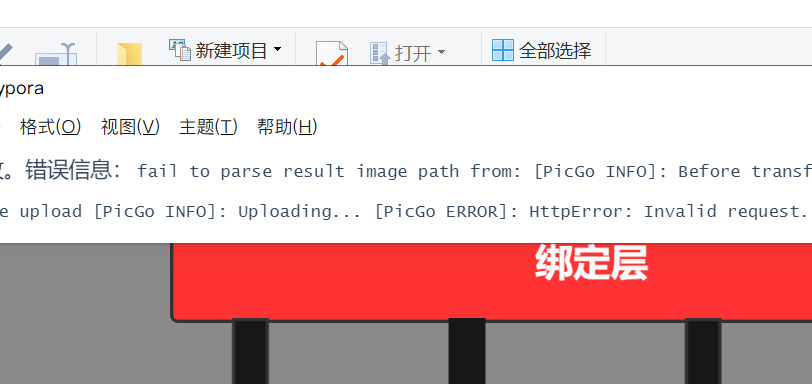 新建项目
打开
全部选择
ypora
格式(O) 视图(V) 主题(T) 帮助(H)
。错误信息： fail to parse result image path from: [PicGo INFO]: Before transf
e upload [PicGo INFO]: Uploading... [PicGo ERROR]: HttpError: Invalid request.
绑定层